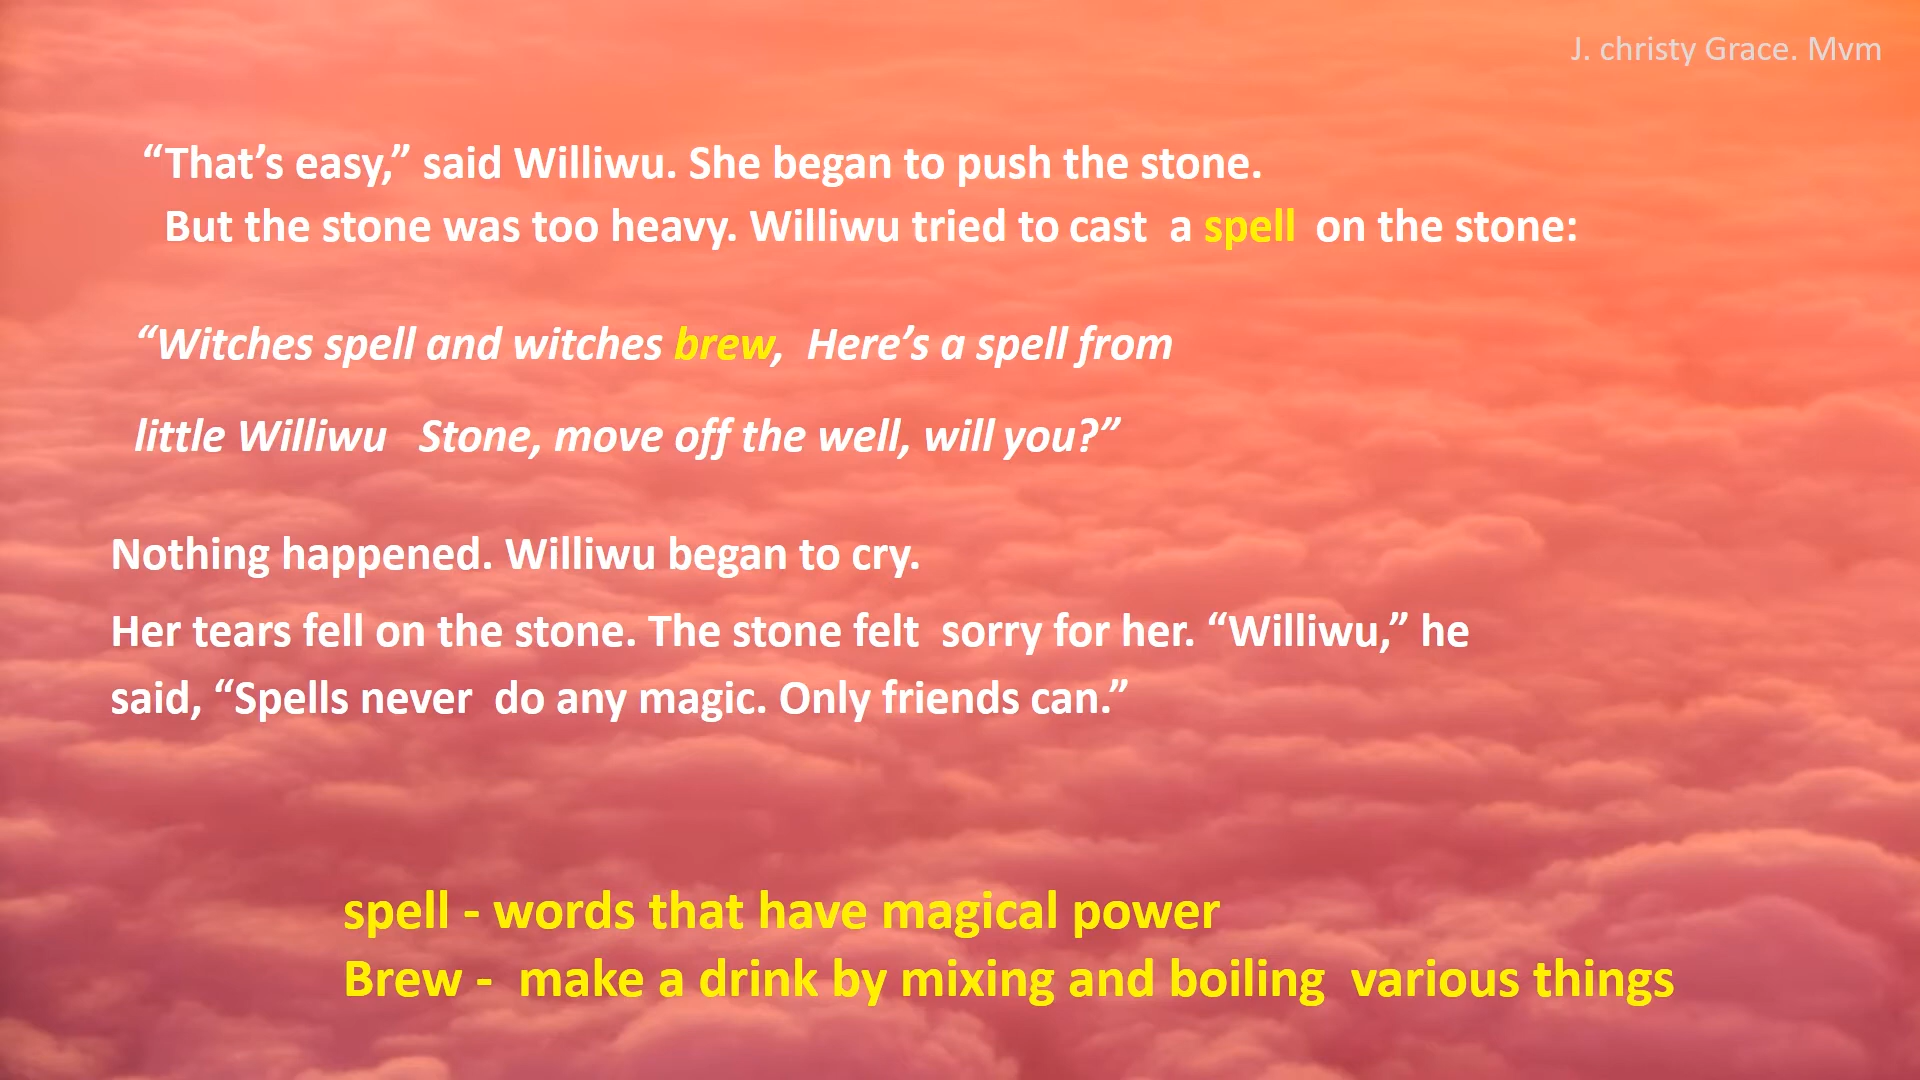 J. christy Grace. Mvm
“That’s easy,” said Williwu. She began to push the stone.
But the stone was too heavy. Williwu tried to cast a spell on the stone:
“Witches spell and witches brew, Here’s a spell from
little Williwu Stone, move off the well, will you?”
Nothing happened. Williwu began to cry.
Her tears fell on the stone. The stone felt sorry for her. “Williwu,” he
said, “Spells never do any magic. Only friends can.”
spell - words that have magical power
Brew - make a drink by mixing and boiling various things